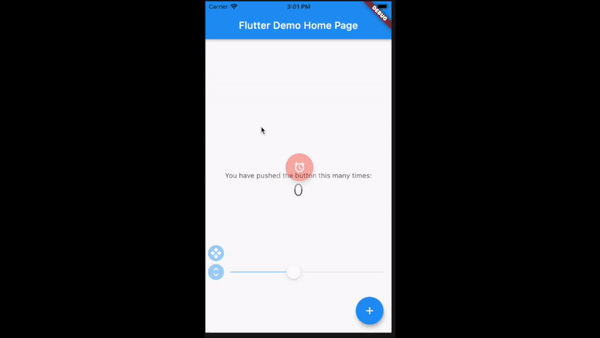 Carrier
3:01 PM
DEBUG
Flutter Demo Home Page
You have pushed the button this many times:
0